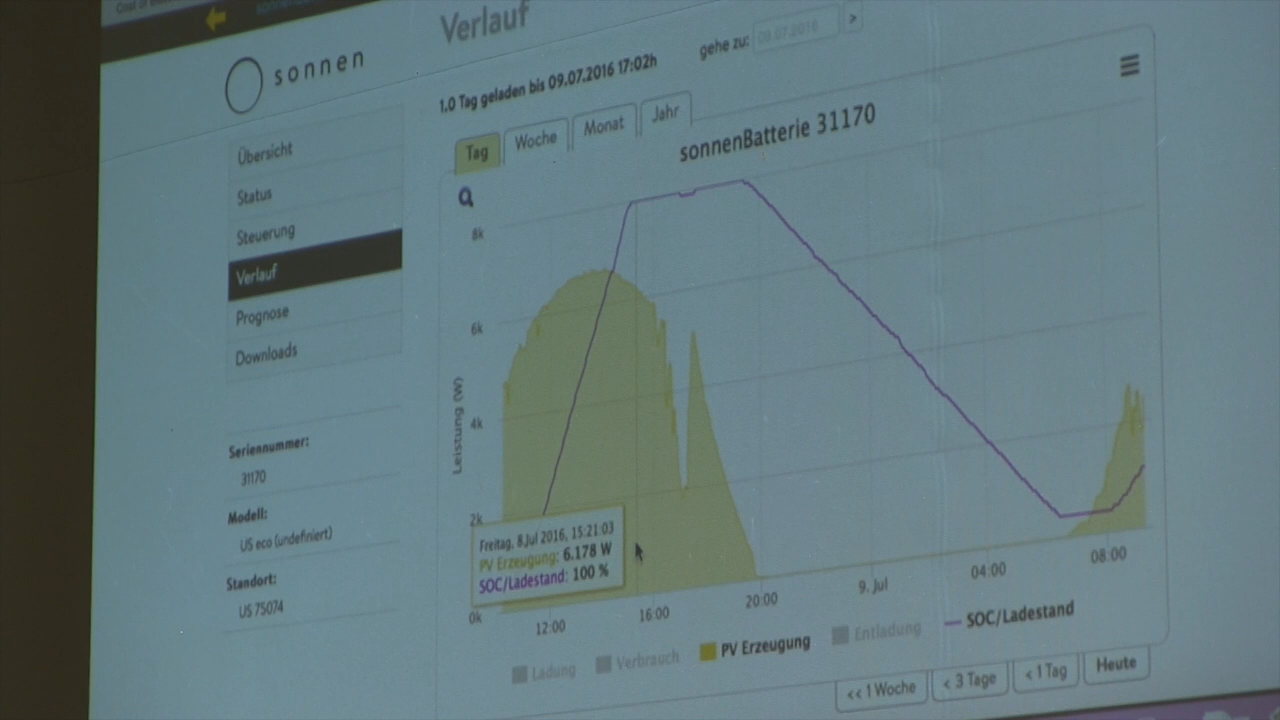 Verlauf
sonnen
1.0 Tag geladen bis 09.07.2016 17:02h
gehe zu:
09.07.2016
>
Tag
Woche
Monat
Jahr
sonnenBatterie 31170
Übersicht
Status
Steuerung
Verlauf
Prognose
Downloads
Seriennummer:
31170
Modell:
US eco (undefiniert)
Standort:
US 75074
Leistung (W)
8k
6k
4k
2k
0k
Freitag, 8.Jul 2016, 15:21:03
PV Erzeugung: 6.178 W
SOC/Ladestand: 100 %
12:00
16:00
20:00
9. Jul
04:00
08:00
Ladung
Verbrauch
PV Erzeugung
Entladung
SOC/Ladestand
<< 1 Woche
< 3 Tage
< 1 Tag
Heute